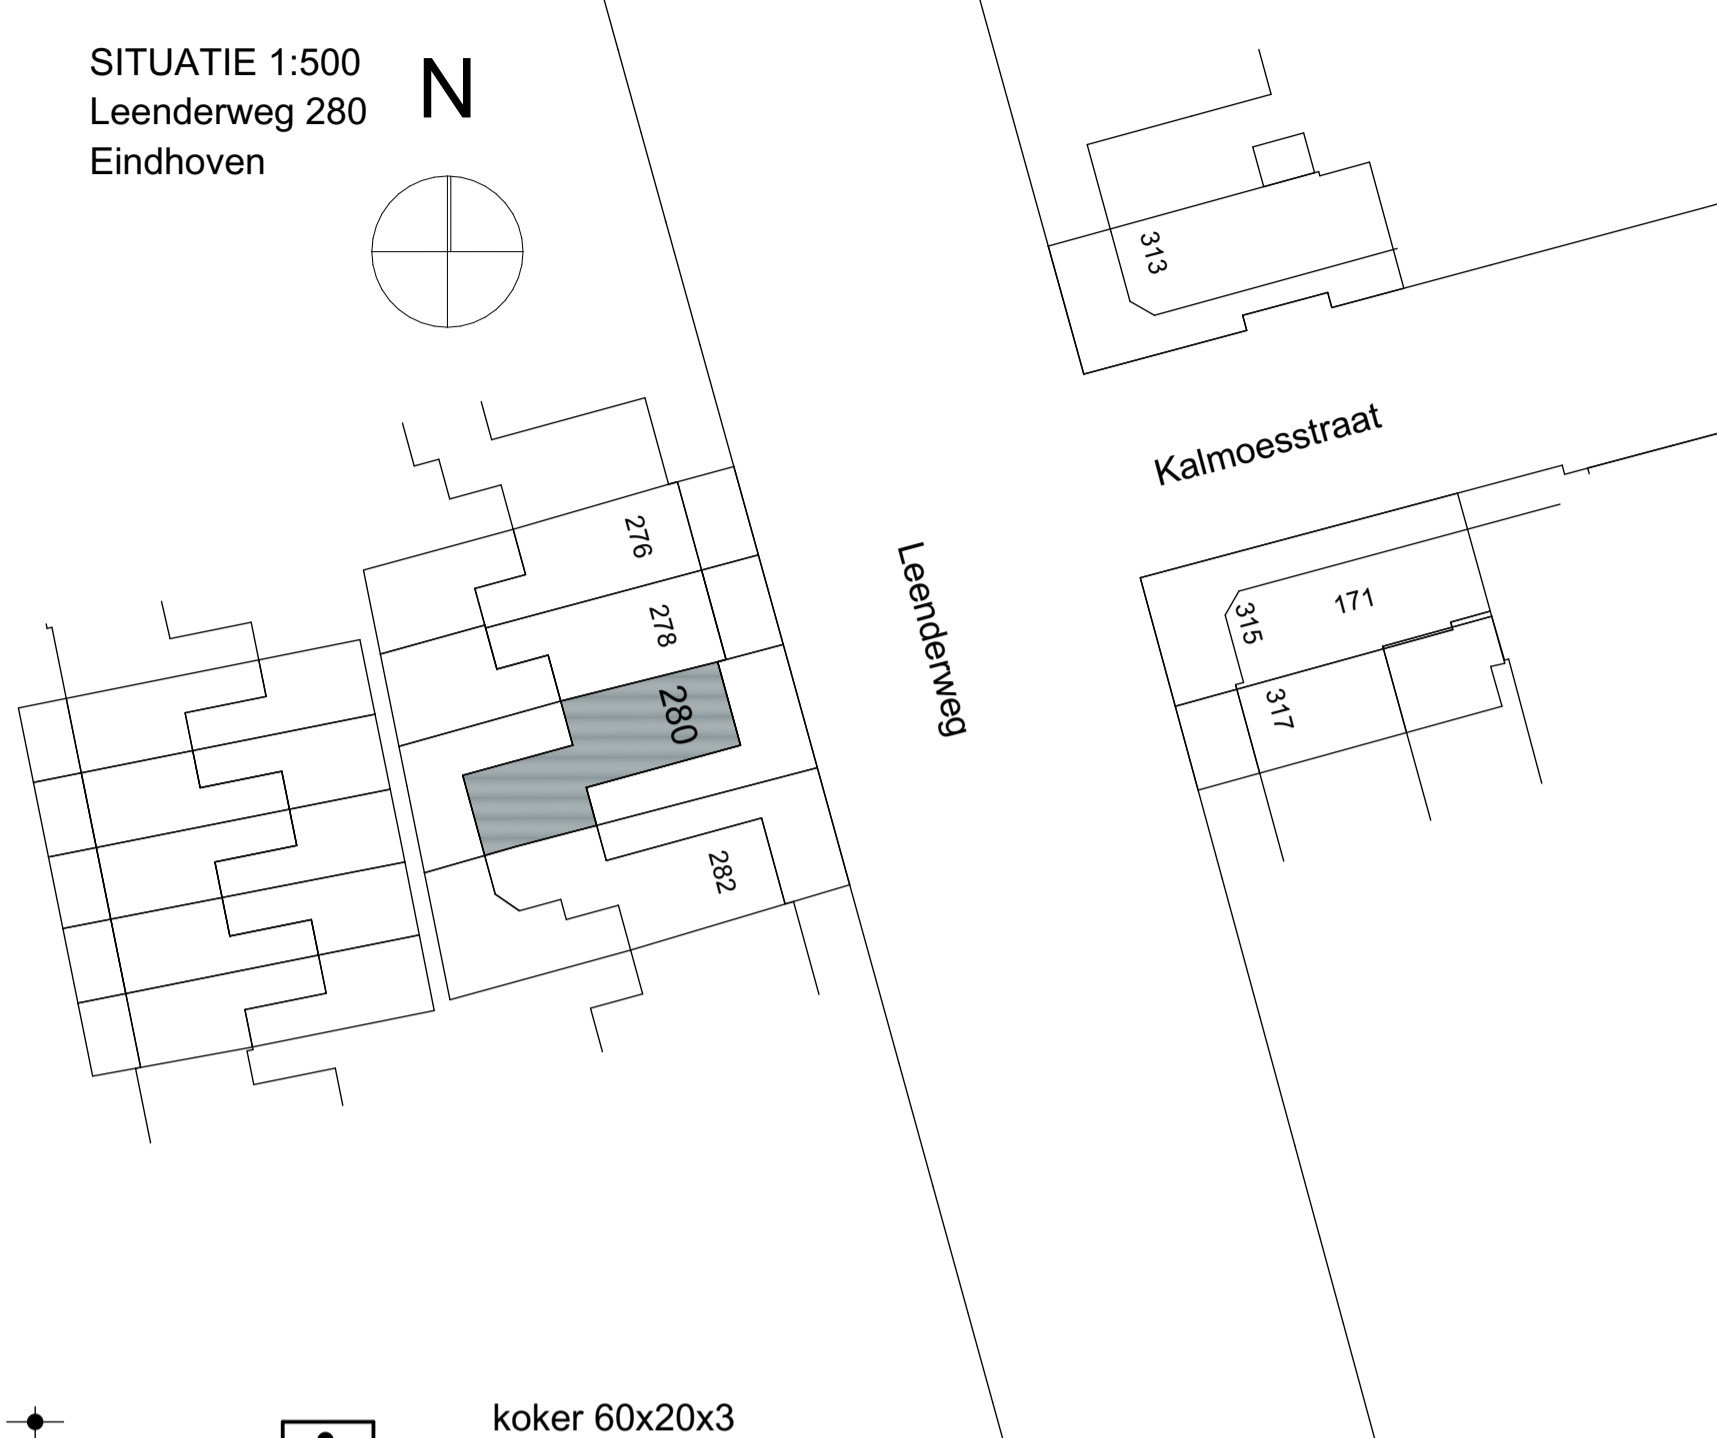 SITUATIE 1:500
Leenderweg 280
Eindhoven
N
313
Kalmoesstraat
276
278
280
282
Leenderweg
315
171
317
koker 60x20x3